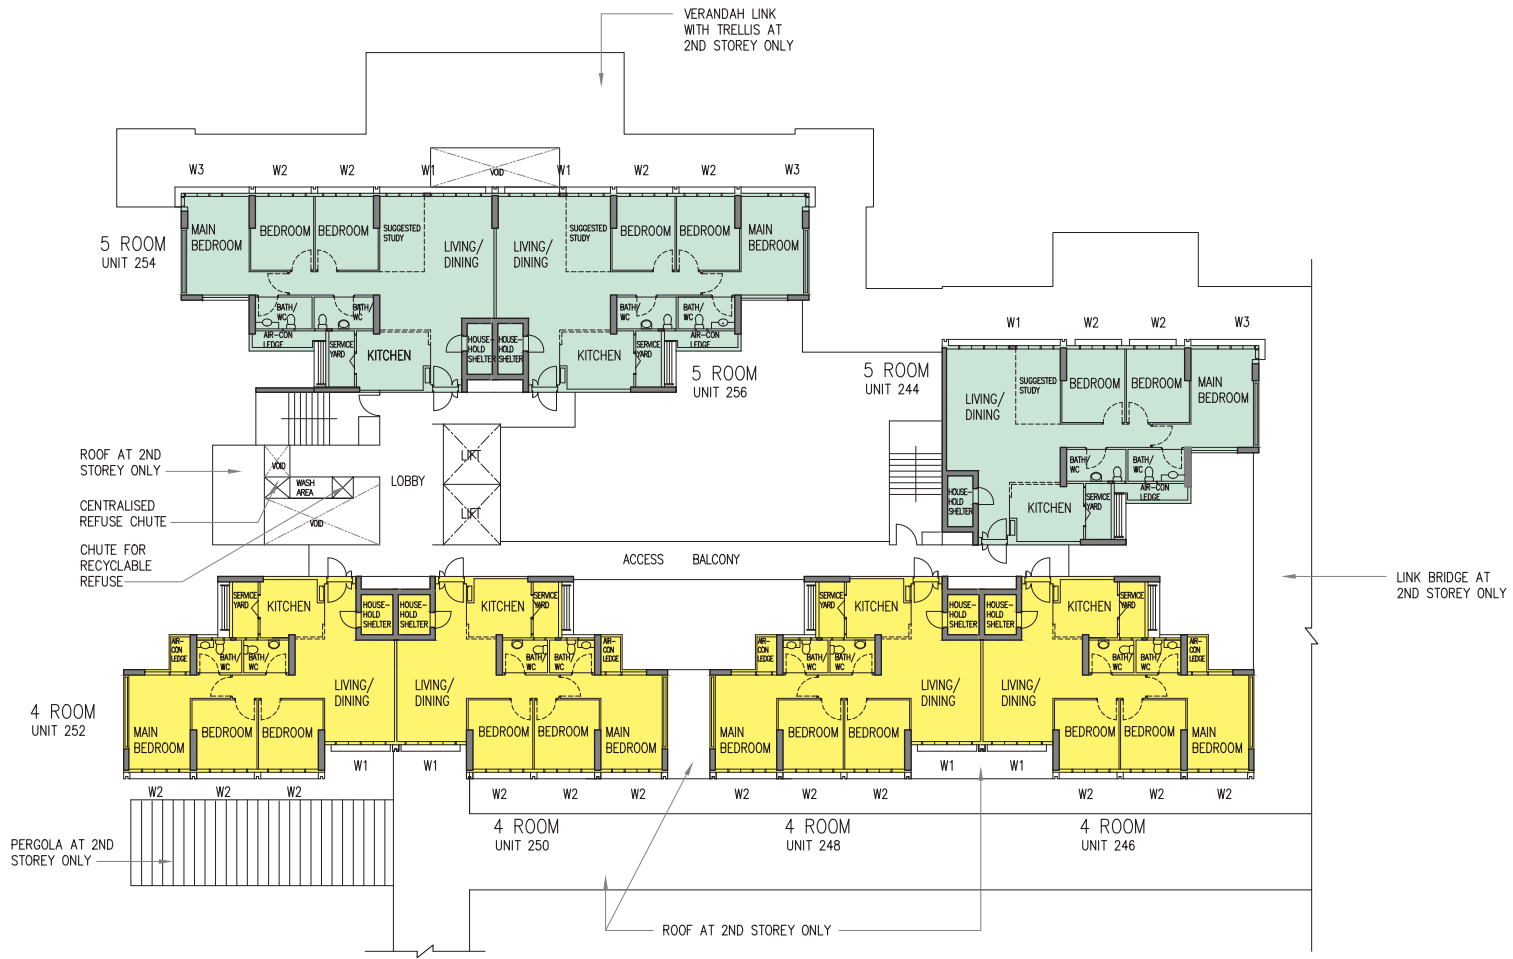 VERANDAH LINK
WITH TRELLIS AT
2ND STOREY ONLY
W3
W2
W2
W1
VOID
W1
W2
W2
W3
5 ROOM
UNIT 254
MAIN
BEDROOM
BEDROOM
BEDROOM
SUGGESTED
STUDY
LIVING/
DINING
LIVING/
DINING
SUGGESTED
STUDY
BEDROOM
BEDROOM
MAIN
BEDROOM
BATH/
WC
BATH/
WC
BATH/
WC
BATH/
WC
AIR-CON
LEDGE
SERVICE
YARD
KITCHEN
HOUSE-
HOLD
SHELTER
HOUSE-
HOLD
SHELTER
KITCHEN
SERVICE
YARD
AIR-CON
LEDGE
5 ROOM
UNIT 256
W1
W2
W2
W3
5 ROOM
UNIT 244
LIVING/
DINING
SUGGESTED
STUDY
BEDROOM
BEDROOM
MAIN
BEDROOM
BATH/
WC
BATH/
WC
AIR-CON
LEDGE
HOUSE-
HOLD
SHELTER
KITCHEN
SERVICE
YARD
ROOF AT 2ND
STOREY ONLY
CENTRALISED
REFUSE CHUTE
CHUTE FOR
RECYCLABLE
REFUSE
VOID
WASH
AREA
VOID
LOBBY
LIFT
LIFT
ACCESS BALCONY
LINK BRIDGE AT
2ND STOREY ONLY
SERVICE
YARD
KITCHEN
HOUSE-
HOLD
SHELTER
HOUSE-
HOLD
SHELTER
KITCHEN
SERVICE
YARD
SERVICE
YARD
KITCHEN
HOUSE-
HOLD
SHELTER
HOUSE-
HOLD
SHELTER
KITCHEN
SERVICE
YARD
AIR-
CON
LEDGE
BATH/
WC
BATH/
WC
BATH/
WC
BATH/
WC
AIR-
CON
LEDGE
AIR-
CON
LEDGE
BATH/
WC
BATH/
WC
BATH/
WC
BATH/
WC
AIR-
CON
LEDGE
4 ROOM
UNIT 252
MAIN
BEDROOM
BEDROOM
BEDROOM
LIVING/
DINING
LIVING/
DINING
BEDROOM
BEDROOM
MAIN
BEDROOM
MAIN
BEDROOM
BEDROOM
BEDROOM
LIVING/
DINING
LIVING/
DINING
BEDROOM
BEDROOM
MAIN
BEDROOM
W1
W1
W1
W1
W2
W2
W2
W2
W2
W2
W2
W2
W2
W2
W2
W2
4 ROOM
UNIT 250
4 ROOM
UNIT 248
4 ROOM
UNIT 246
PERGOLA AT 2ND
STOREY ONLY
ROOF AT 2ND STOREY ONLY